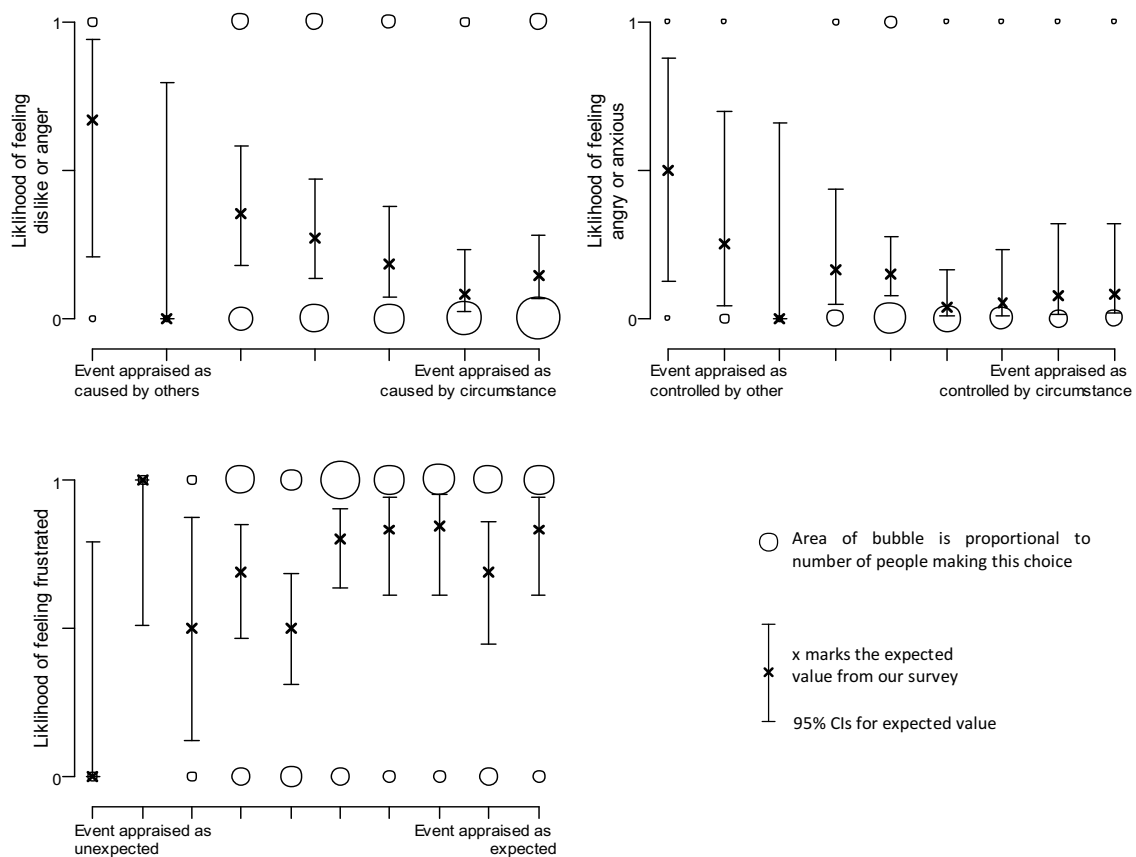 1
0
Liklihood of feeling
dislike or anger
Event appraised as
caused by others
Event appraised as
caused by circumstance
1
0
Liklihood of feeling
angry or anxious
Event appraised as
controlled by other
Event appraised as
controlled by circumstance
1
0
Liklihood of feeling frustrated
Event appraised as
unexpected
Event appraised as
expected
Area of bubble is proportional to
number of people making this choice
x marks the expected
value from our survey
95% CIs for expected value